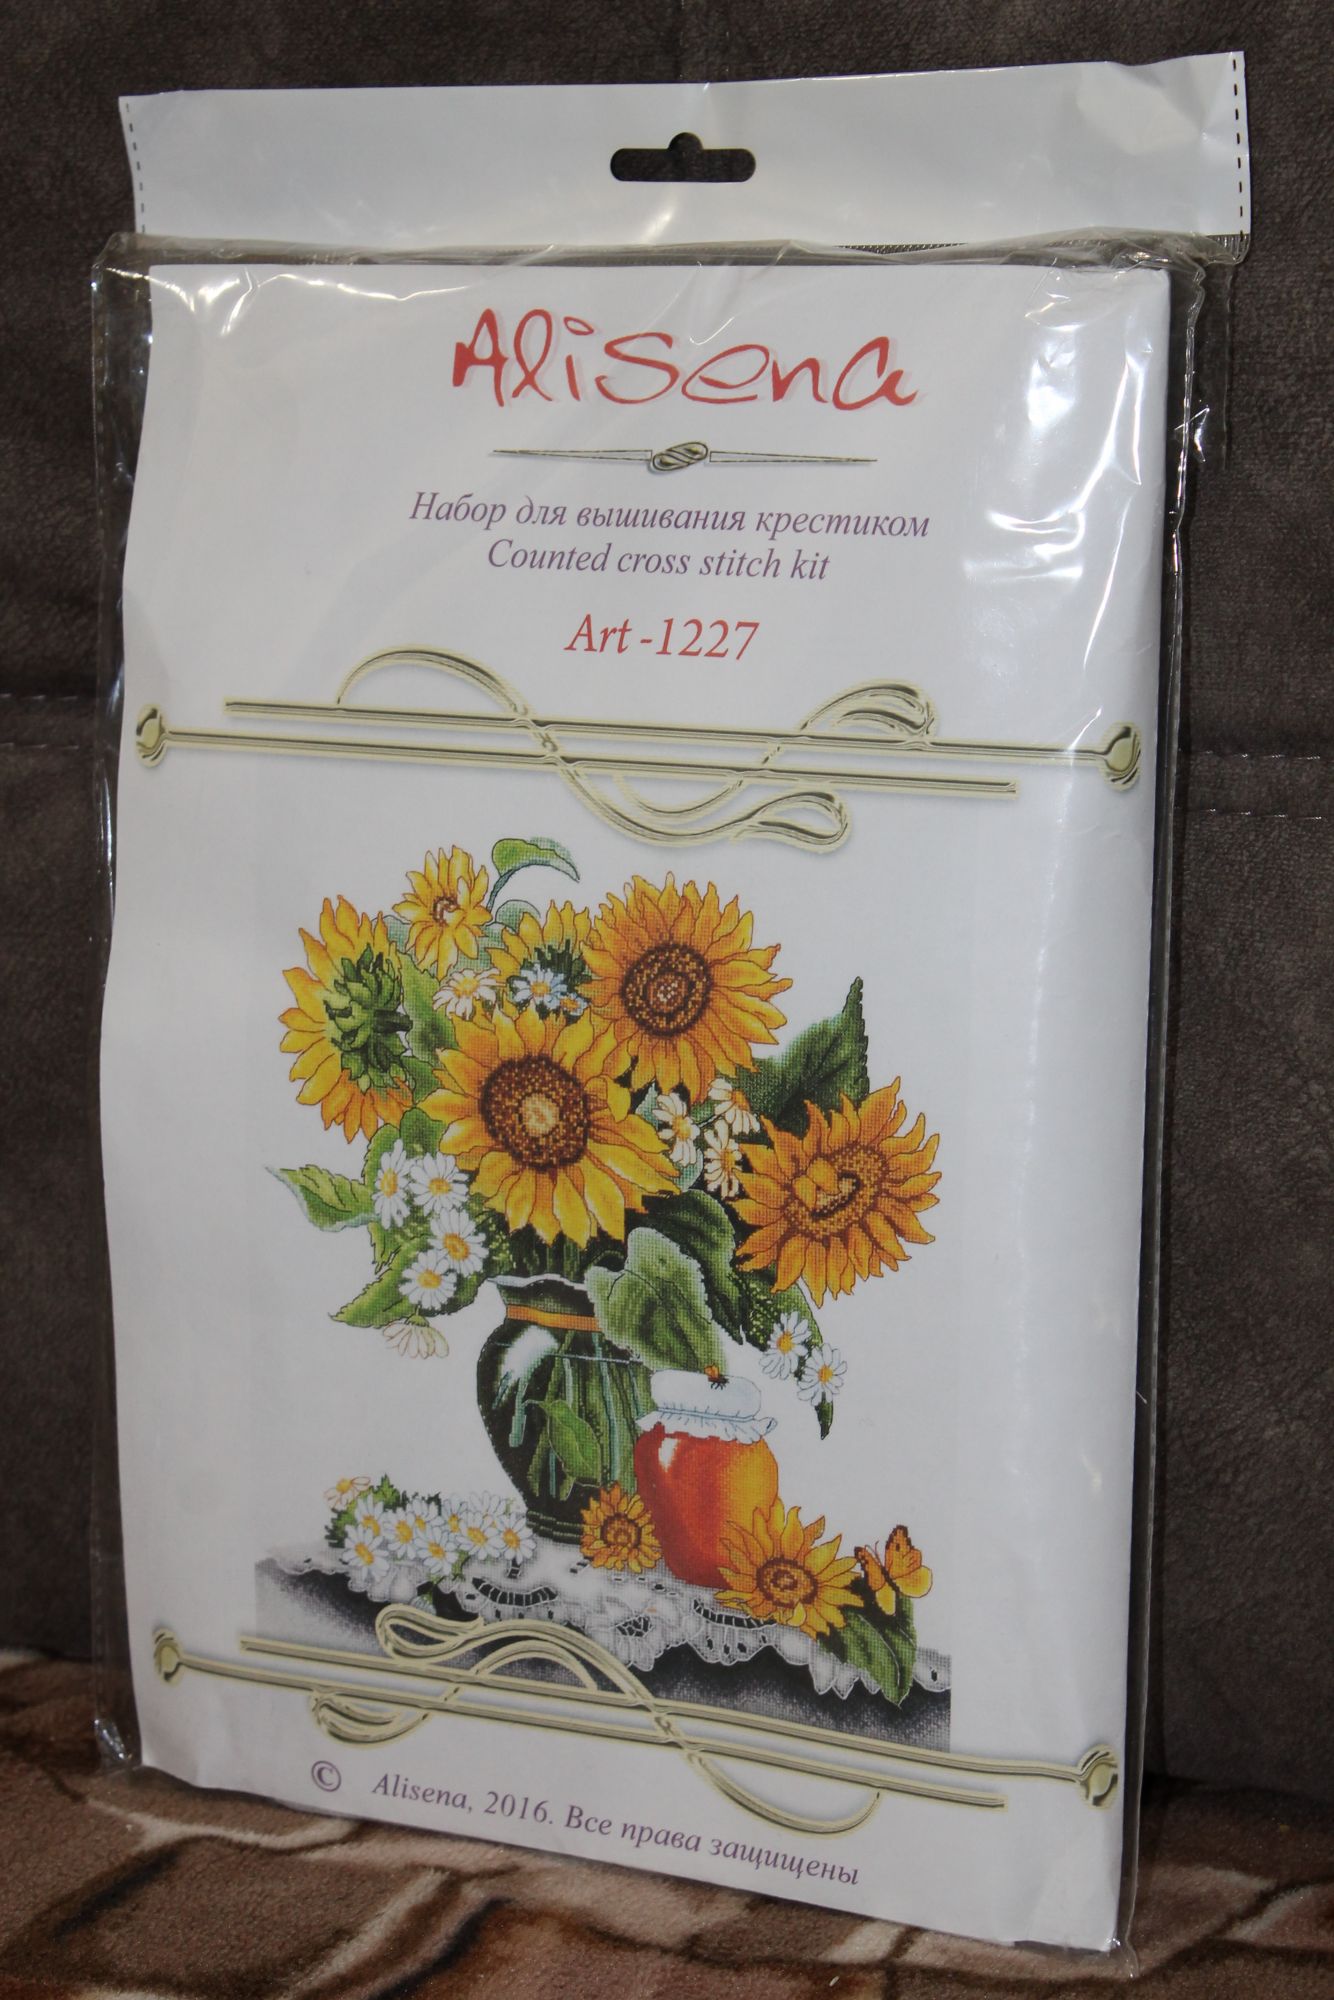 Alisena
Набор для вышивания крестиком
Counted cross stitch kit
Art -1227
© Alisena, 2016. Все права защищены